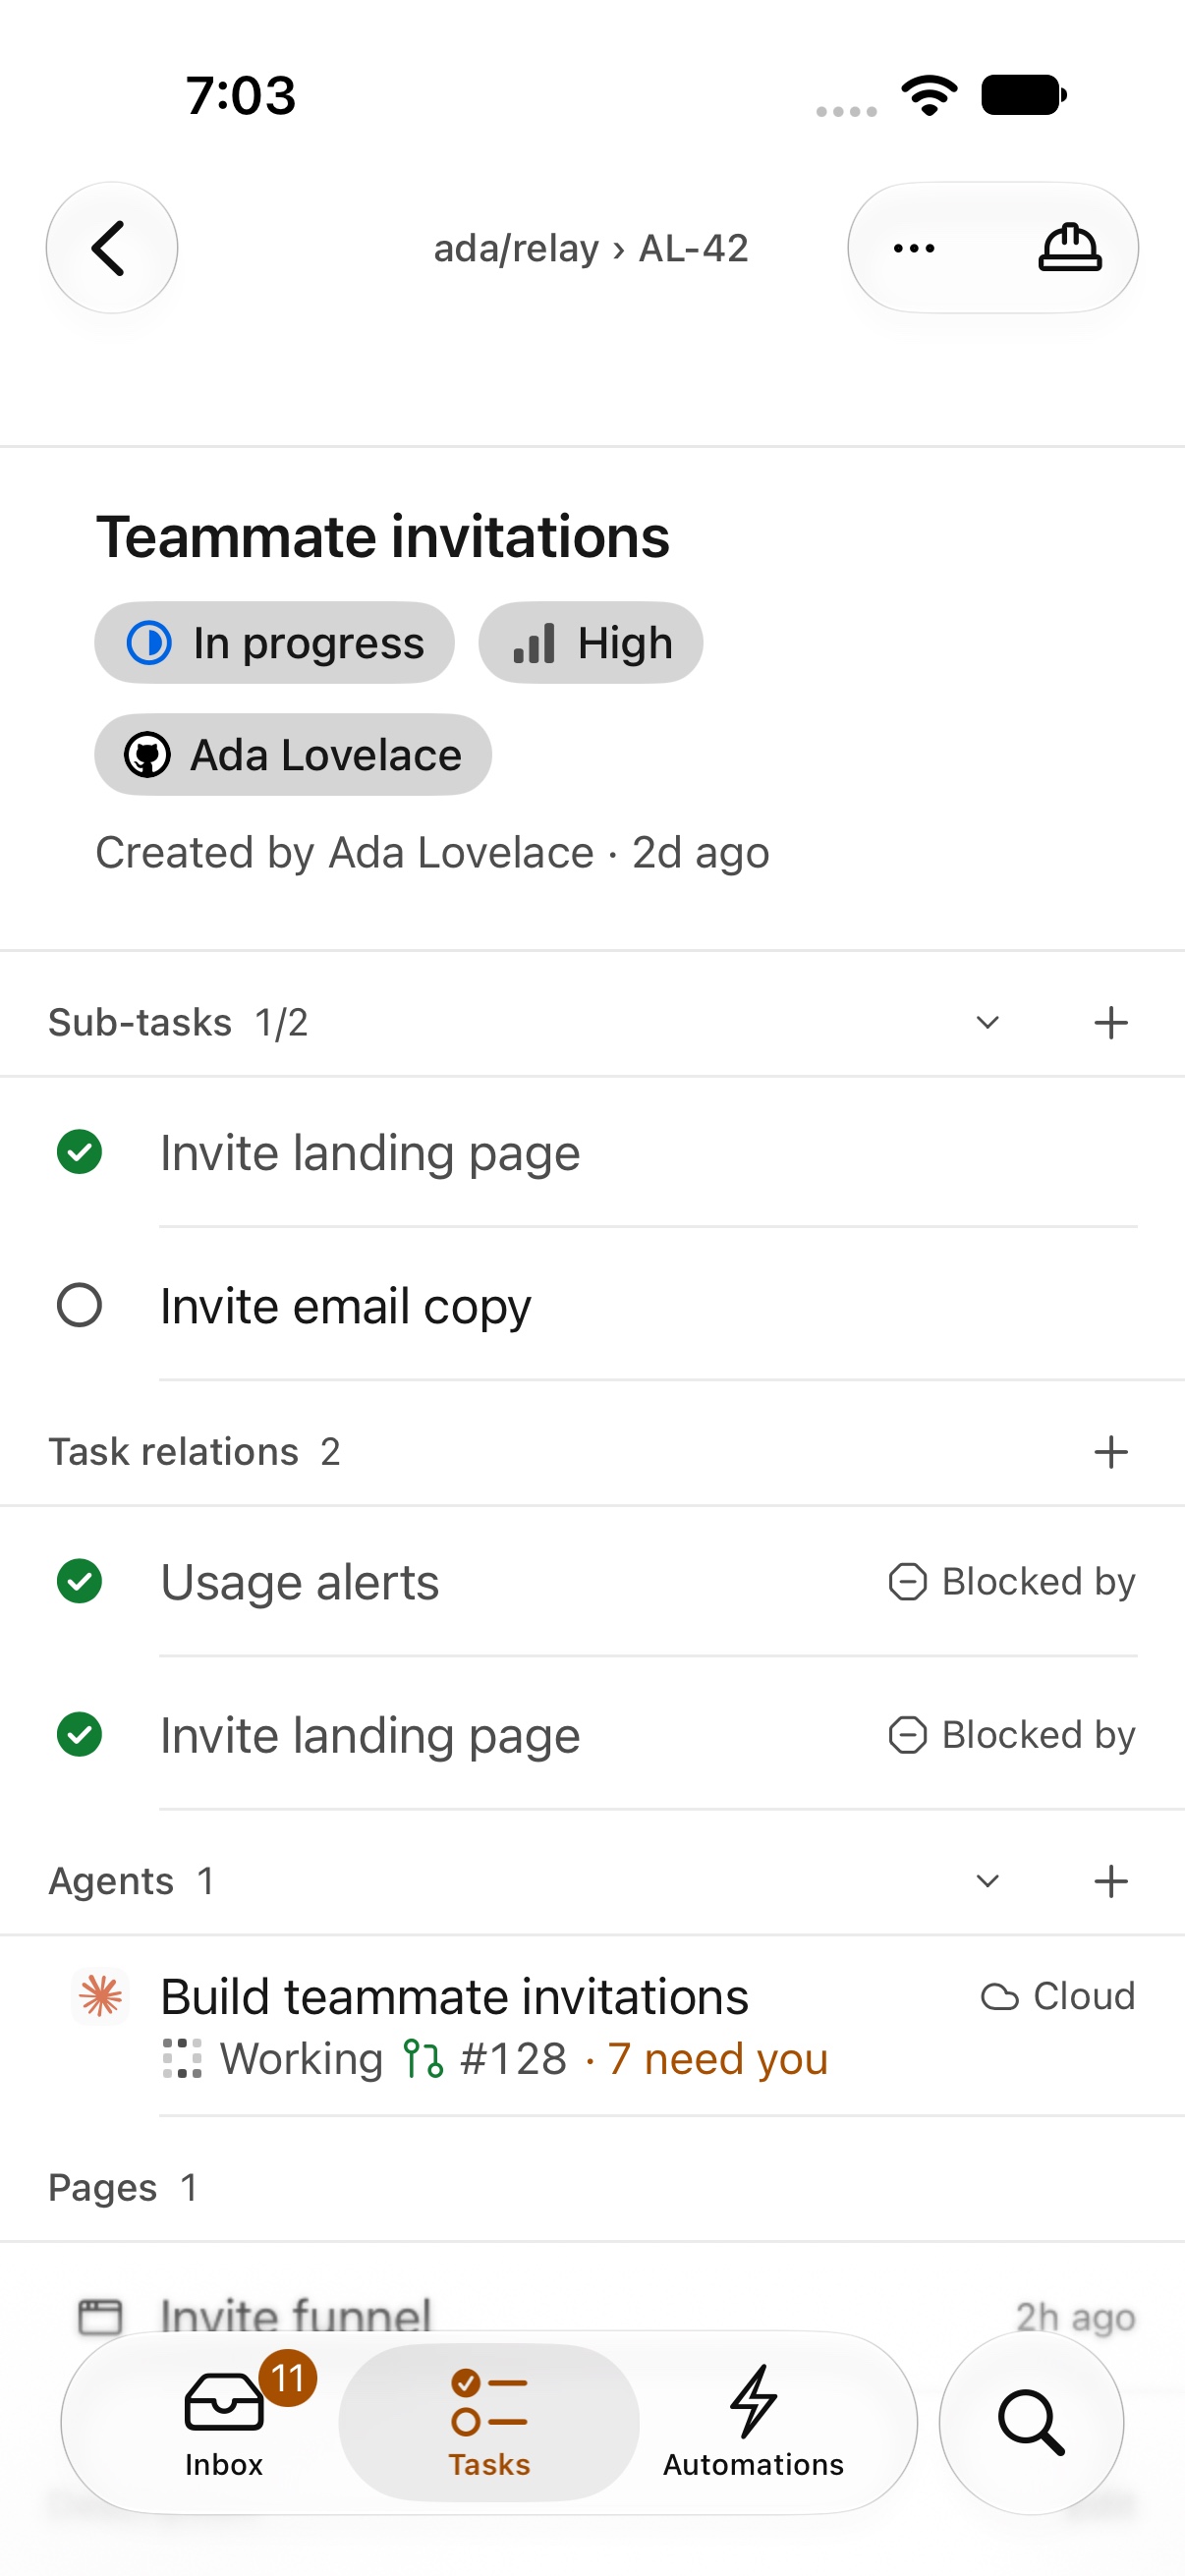 7:03
ada/relay › AL-42
Teammate invitations
In progress
High
Ada Lovelace
Created by Ada Lovelace · 2d ago
Sub-tasks 1/2
Invite landing page
Invite email copy
Task relations 2
Usage alerts Blocked by
Invite landing page Blocked by
Agents 1
Build teammate invitations Cloud
Working #128 · 7 need you
Pages 1
Invite funnel 2h ago
11
Inbox Tasks Automations